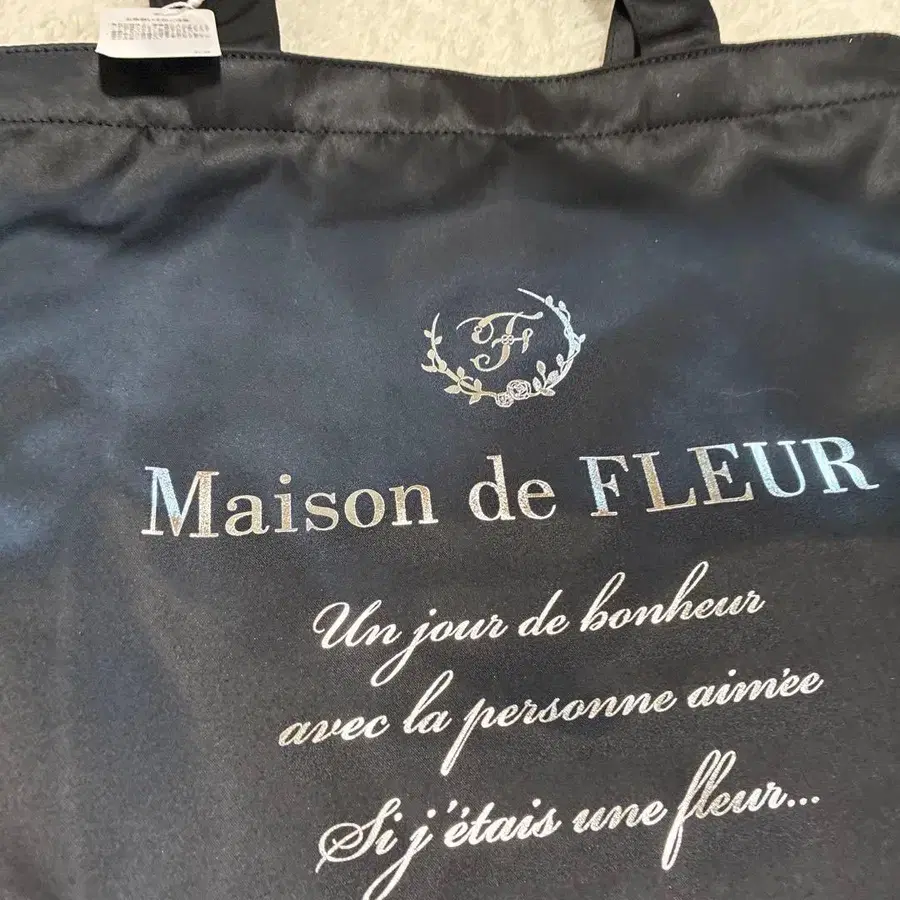 F
Maison de FLEUR
Un jour de bonheur
avec la personne aimée
Si j'étais une fleur...